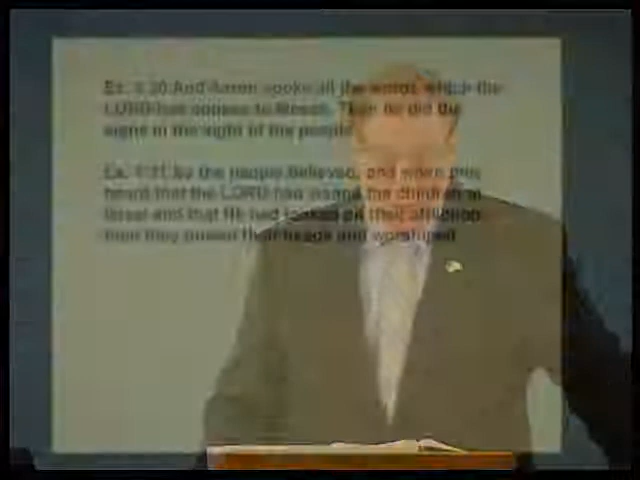 Ex. 4:30 And Aaron spoke all the words which the
LORD had spoken to Moses. Then he did the
signs in the sight of the people.
Ex. 4:31 So the people believed, and when they
heard that the LORD had visited the children of
Israel and that He had looked on their affliction
then they bowed their heads and worshiped